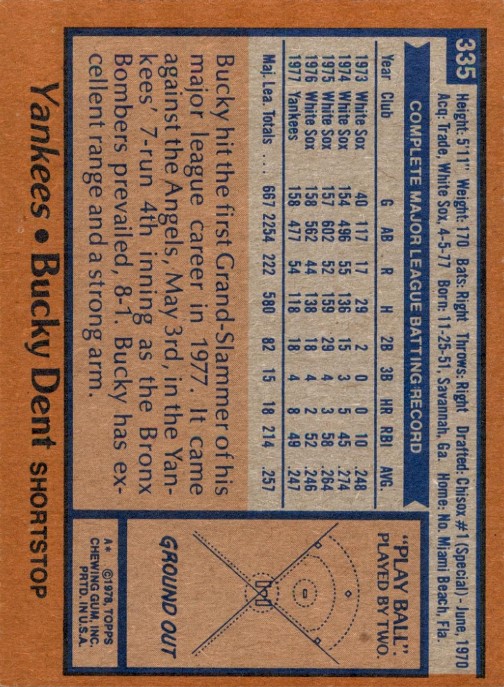 335
Height: 5'11" Weight: 170 Bats: Right Throws: Right Drafted: Chisox #1 (Special) - June, 1970
Acq: Trade, White Sox, 4-5-77 Born: 11-25-51, Savannah, Ga. Home: No. Miami Beach, Fla.
COMPLETE MAJOR LEAGUE BATTING RECORD
Year Club G AB R H 2B 3B HR RBI AVG.
1973 White Sox 40 117 17 29 2 0 0 10 .248
1974 White Sox 154 496 55 136 15 3 5 45 .274
1975 White Sox 157 602 52 159 29 4 3 58 .264
1976 White Sox 158 562 44 138 18 4 2 52 .246
1977 Yankees 158 477 54 118 18 4 8 49 .247
Maj. Lea. Totals ... 667 2254 222 580 82 15 18 214 .257
Bucky hit the first Grand-Slammer of his
major league career in 1977. It came
against the Angels, May 3rd, in the Yan-
kees' 7-run 4th inning as the Bronx
Bombers prevailed, 8-1. Bucky has ex-
cellent range and a strong arm.
"PLAY BALL".
PLAYED BY TWO.
GROUND OUT
A* ©1978, TOPPS
CHEWING GUM, INC.
PRTD. IN U.S.A.
Yankees • Bucky Dent SHORTSTOP